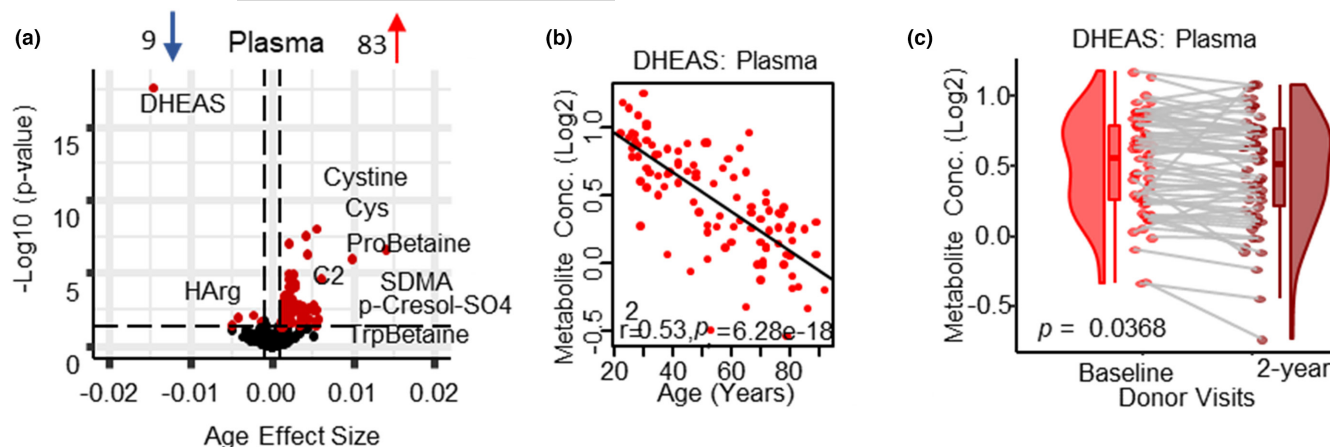 (a)
9
Plasma
83
DHEAS
Cystine
Cys
ProBetaine
C2
SDMA
HArg
p-Cresol-SO4
TrpBetaine
-Log10 (p-value)
15
10
5
0
-0.02 -0.01 0.00 0.01 0.02
Age Effect Size
(b)
DHEAS: Plasma
Metabolite Conc. (Log2)
1.0
0.5
0.0
-0.5
r2=0.53, p=6.28e-18
20 40 60 80
Age (Years)
(c)
DHEAS: Plasma
Metabolite Conc. (Log2)
1.0
0.5
0.0
-0.5
p = 0.0368
Baseline 2-year
Donor Visits